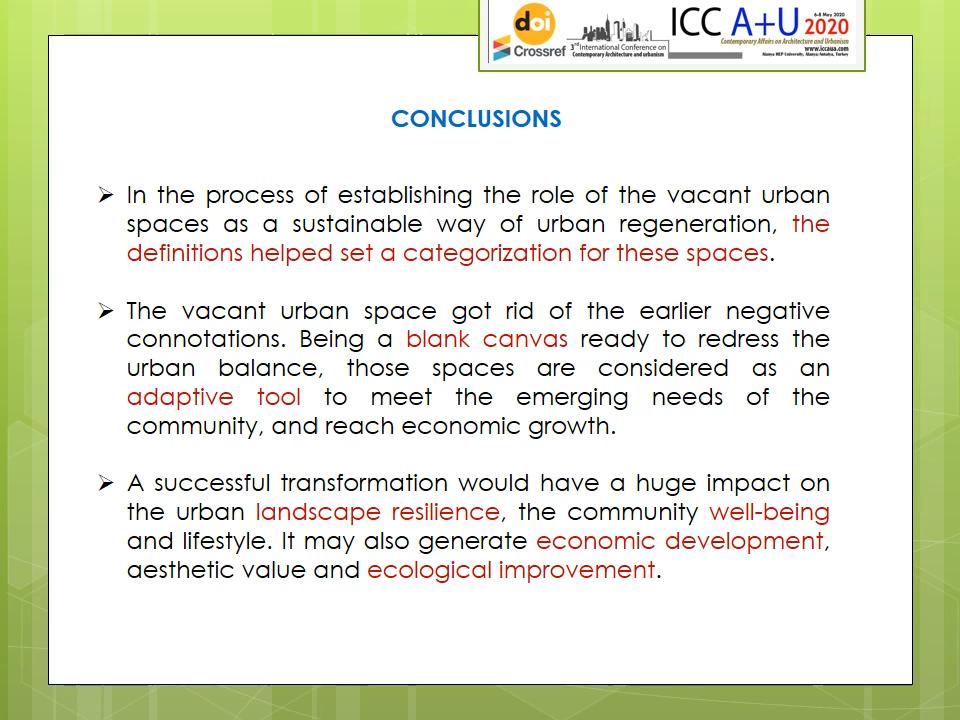 doi
Crossref
3rd International Conference on
Contemporary Architecture and urbanism
ICC A+U 2020
6-8 May 2020
Contemporary Affairs on Architecture and Urbanism
www.iccaua.com
Alanya HEP University, Alanya/Antalya, Turkey
CONCLUSIONS
➢ In the process of establishing the role of the vacant urban
spaces as a sustainable way of urban regeneration, the
definitions helped set a categorization for these spaces.
➢ The vacant urban space got rid of the earlier negative
connotations. Being a blank canvas ready to redress the
urban balance, those spaces are considered as an
adaptive tool to meet the emerging needs of the
community, and reach economic growth.
➢ A successful transformation would have a huge impact on
the urban landscape resilience, the community well-being
and lifestyle. It may also generate economic development,
aesthetic value and ecological improvement.